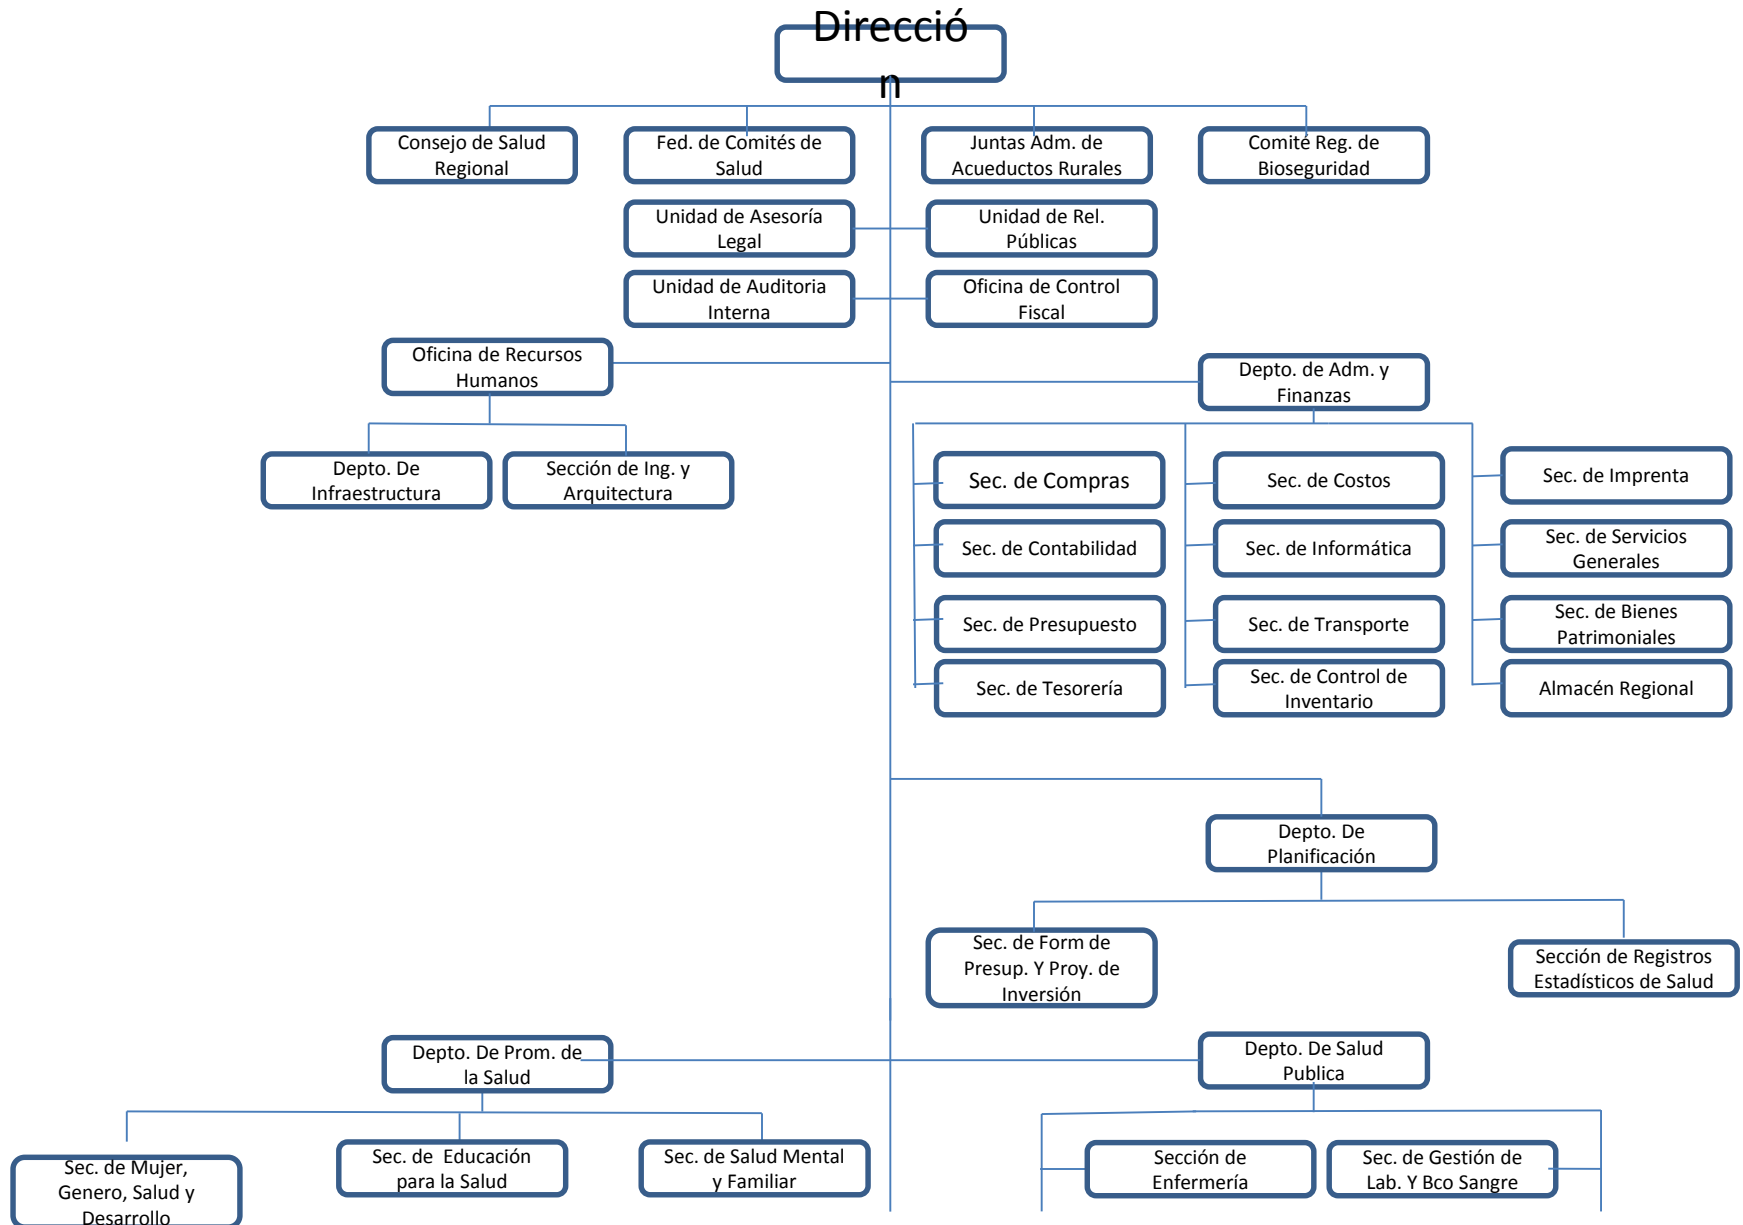 Direcció
n
Consejo de Salud
Regional
Fed. de Comités de
Salud
Juntas Adm. de
Acueductos Rurales
Comité Reg. de
Bioseguridad
Unidad de Asesoría
Legal
Unidad de Rel.
Públicas
Unidad de Auditoria
Interna
Oficina de Control
Fiscal
Oficina de Recursos
Humanos
Depto. de Adm. y
Finanzas
Depto. De
Infraestructura
Sección de Ing. y
Arquitectura
Sec. de Compras
Sec. de Costos
Sec. de Imprenta
Sec. de Contabilidad
Sec. de Informática
Sec. de Servicios
Generales
Sec. de Presupuesto
Sec. de Transporte
Sec. de Bienes
Patrimoniales
Sec. de Tesorería
Sec. de Control de
Inventario
Almacén Regional
Depto. De
Planificación
Sec. de Form de
Presup. Y Proy. de
Inversión
Sección de Registros
Estadísticos de Salud
Depto. De Prom. de
la Salud
Depto. De Salud
Publica
Sec. de Mujer,
Genero, Salud y
Desarrollo
Sec. de  Educación
para la Salud
Sec. de Salud Mental
y Familiar
Sección de
Enfermería
Sec. de Gestión de
Lab. Y Bco Sangre